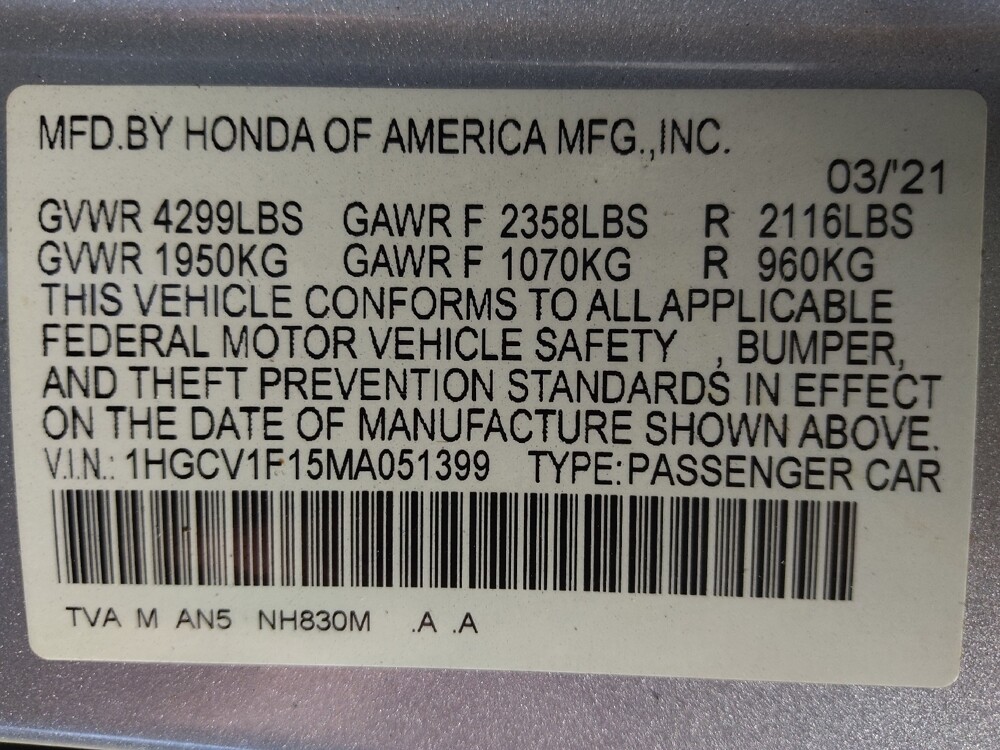 MFD.BY HONDA OF AMERICA MFG.,INC.
03/'21
GVWR 4299LBS GAWR F 2358LBS R 2116LBS
GVWR 1950KG GAWR F 1070KG R 960KG
THIS VEHICLE CONFORMS TO ALL APPLICABLE
FEDERAL MOTOR VEHICLE SAFETY , BUMPER,
AND THEFT PREVENTION STANDARDS IN EFFECT
ON THE DATE OF MANUFACTURE SHOWN ABOVE.
V.I.N.: 1HGCV1F15MA051399 TYPE:PASSENGER CAR
TVA M AN5 NH830M .A .A